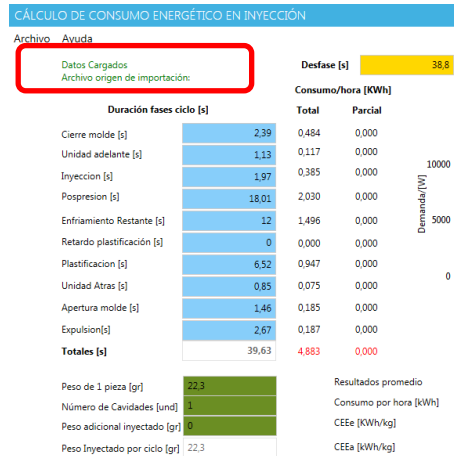 CÁLCULO DE CONSUMO ENERGÉTICO EN INYECCIÓN
Archivo Ayuda
Datos Cargados
Archivo origen de importación:
Desfase [s] 38,8
Consumo/hora [KWh]
Duración fases ciclo [s] Total Parcial
Cierre molde [s] 2,39 0,484 0,000
Unidad adelante [s] 1,13 0,117 0,000
Inyeccion [s] 1,97 0,385 0,000
Pospresion [s] 18,01 2,030 0,000
Enfriamiento Restante [s] 12 1,496 0,000
Retardo plastificación [s] 0 0,000 0,000
Plastificacion [s] 6,52 0,947 0,000
Unidad Atras [s] 0,85 0,075 0,000
Apertura molde [s] 1,46 0,185 0,000
Expulsion[s] 2,67 0,187 0,000
Totales [s] 39,63 4,883 0,000
Demanda/[W]
10000
5000
0
Peso de 1 pieza [gr] 22,3
Número de Cavidades [und] 1
Peso adicional inyectado [gr] 0
Peso Inyectado por ciclo [gr] 22,3
Resultados promedio
Consumo por hora [kWh]
CEEe [KWh/kg]
CEEa [kWh/kg]